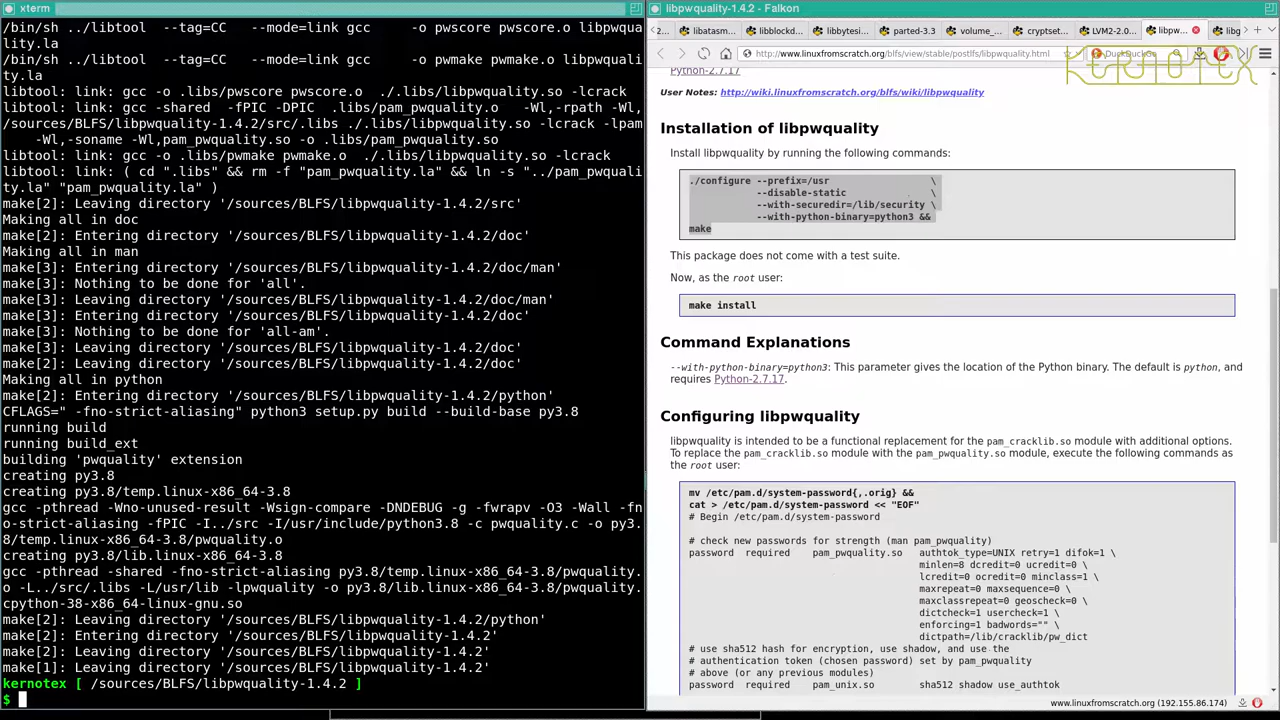 xterm
/bin/sh ../libtool  --tag=CC   --mode=link gcc     -o pwscore pwscore.o libpwqua
lity.la
/bin/sh ../libtool  --tag=CC   --mode=link gcc     -o pwmake pwmake.o libpwquali
ty.la
libtool: link: gcc -o .libs/pwscore pwscore.o  ./.libs/libpwquality.so -lcrack
libtool: link: gcc -shared  -fPIC -DPIC  .libs/pam_pwquality.o   -Wl,-rpath -Wl,
/sources/BLFS/libpwquality-1.4.2/src/.libs ./.libs/libpwquality.so -lcrack -lpam
    -Wl,-soname -Wl,pam_pwquality.so -o .libs/pam_pwquality.so
libtool: link: gcc -o .libs/pwmake pwmake.o  ./.libs/libpwquality.so -lcrack
libtool: link: ( cd ".libs" && rm -f "pam_pwquality.la" && ln -s "../pam_pwquali
ty.la" "pam_pwquality.la" )
make[2]: Leaving directory '/sources/BLFS/libpwquality-1.4.2/src'
Making all in doc
make[2]: Entering directory '/sources/BLFS/libpwquality-1.4.2/doc'
Making all in man
make[3]: Entering directory '/sources/BLFS/libpwquality-1.4.2/doc/man'
make[3]: Nothing to be done for 'all'.
make[3]: Leaving directory '/sources/BLFS/libpwquality-1.4.2/doc/man'
make[3]: Entering directory '/sources/BLFS/libpwquality-1.4.2/doc'
make[3]: Nothing to be done for 'all-am'.
make[3]: Leaving directory '/sources/BLFS/libpwquality-1.4.2/doc'
make[2]: Leaving directory '/sources/BLFS/libpwquality-1.4.2/doc'
Making all in python
make[2]: Entering directory '/sources/BLFS/libpwquality-1.4.2/python'
CFLAGS=" -fno-strict-aliasing" python3 setup.py build --build-base py3.8
running build
running build_ext
building 'pwquality' extension
creating py3.8
creating py3.8/temp.linux-x86_64-3.8
gcc -pthread -Wno-unused-result -Wsign-compare -DNDEBUG -g -fwrapv -O3 -Wall -fn
o-strict-aliasing -fPIC -I../src -I/usr/include/python3.8 -c pwquality.c -o py3.
8/temp.linux-x86_64-3.8/pwquality.o
creating py3.8/lib.linux-x86_64-3.8
gcc -pthread -shared -fno-strict-aliasing py3.8/temp.linux-x86_64-3.8/pwquality.
o -L../src/.libs -L/usr/lib -lpwquality -o py3.8/lib.linux-x86_64-3.8/pwquality.
cpython-38-x86_64-linux-gnu.so
make[2]: Leaving directory '/sources/BLFS/libpwquality-1.4.2/python'
make[2]: Entering directory '/sources/BLFS/libpwquality-1.4.2'
make[2]: Leaving directory '/sources/BLFS/libpwquality-1.4.2'
make[1]: Leaving directory '/sources/BLFS/libpwquality-1.4.2'
kernotex [ /sources/BLFS/libpwquality-1.4.2 ]
$
libpwquality-1.4.2 - Falkon
2... libatasm... libblockd... libbytesi... parted-3.3 volume_... cryptset... LVM2-2.0... libpw... libg
http://www.linuxfromscratch.org/blfs/view/stable/postlfs/libpwquality.html DuckDuckGo
KERNOTEX
Python-2.7.17
User Notes: http://wiki.linuxfromscratch.org/blfs/wiki/libpwquality
Installation of libpwquality
Install libpwquality by running the following commands:
./configure --prefix=/usr                  \
            --disable-static               \
            --with-securedir=/lib/security \
            --with-python-binary=python3 &&
make
This package does not come with a test suite.
Now, as the root user:
make install
Command Explanations
--with-python-binary=python3: This parameter gives the location of the Python binary. The default is python, and
requires Python-2.7.17.
Configuring libpwquality
libpwquality is intended to be a functional replacement for the pam_cracklib.so module with additional options.
To replace the pam_cracklib.so module with the pam_pwquality.so module, execute the following commands as
the root user:
mv /etc/pam.d/system-password{,.orig} &&
cat > /etc/pam.d/system-password << "EOF"
# Begin /etc/pam.d/system-password
# check new passwords for strength (man pam_pwquality)
password  required    pam_pwquality.so   authtok_type=UNIX retry=1 difok=1 \
minlen=8 dcredit=0 ucredit=0 \
lcredit=0 ocredit=0 minclass=1 \
maxrepeat=0 maxsequence=0 \
maxclassrepeat=0 geoscheck=0 \
dictcheck=1 usercheck=1 \
enforcing=1 badwords="" \
dictpath=/lib/cracklib/pw_dict
# use sha512 hash for encryption, use shadow, and use the
# authentication token (chosen password) set by pam_pwquality
# above (or any previous modules)
password  required    pam_unix.so        sha512 shadow use_authtok
www.linuxfromscratch.org (192.155.86.174)